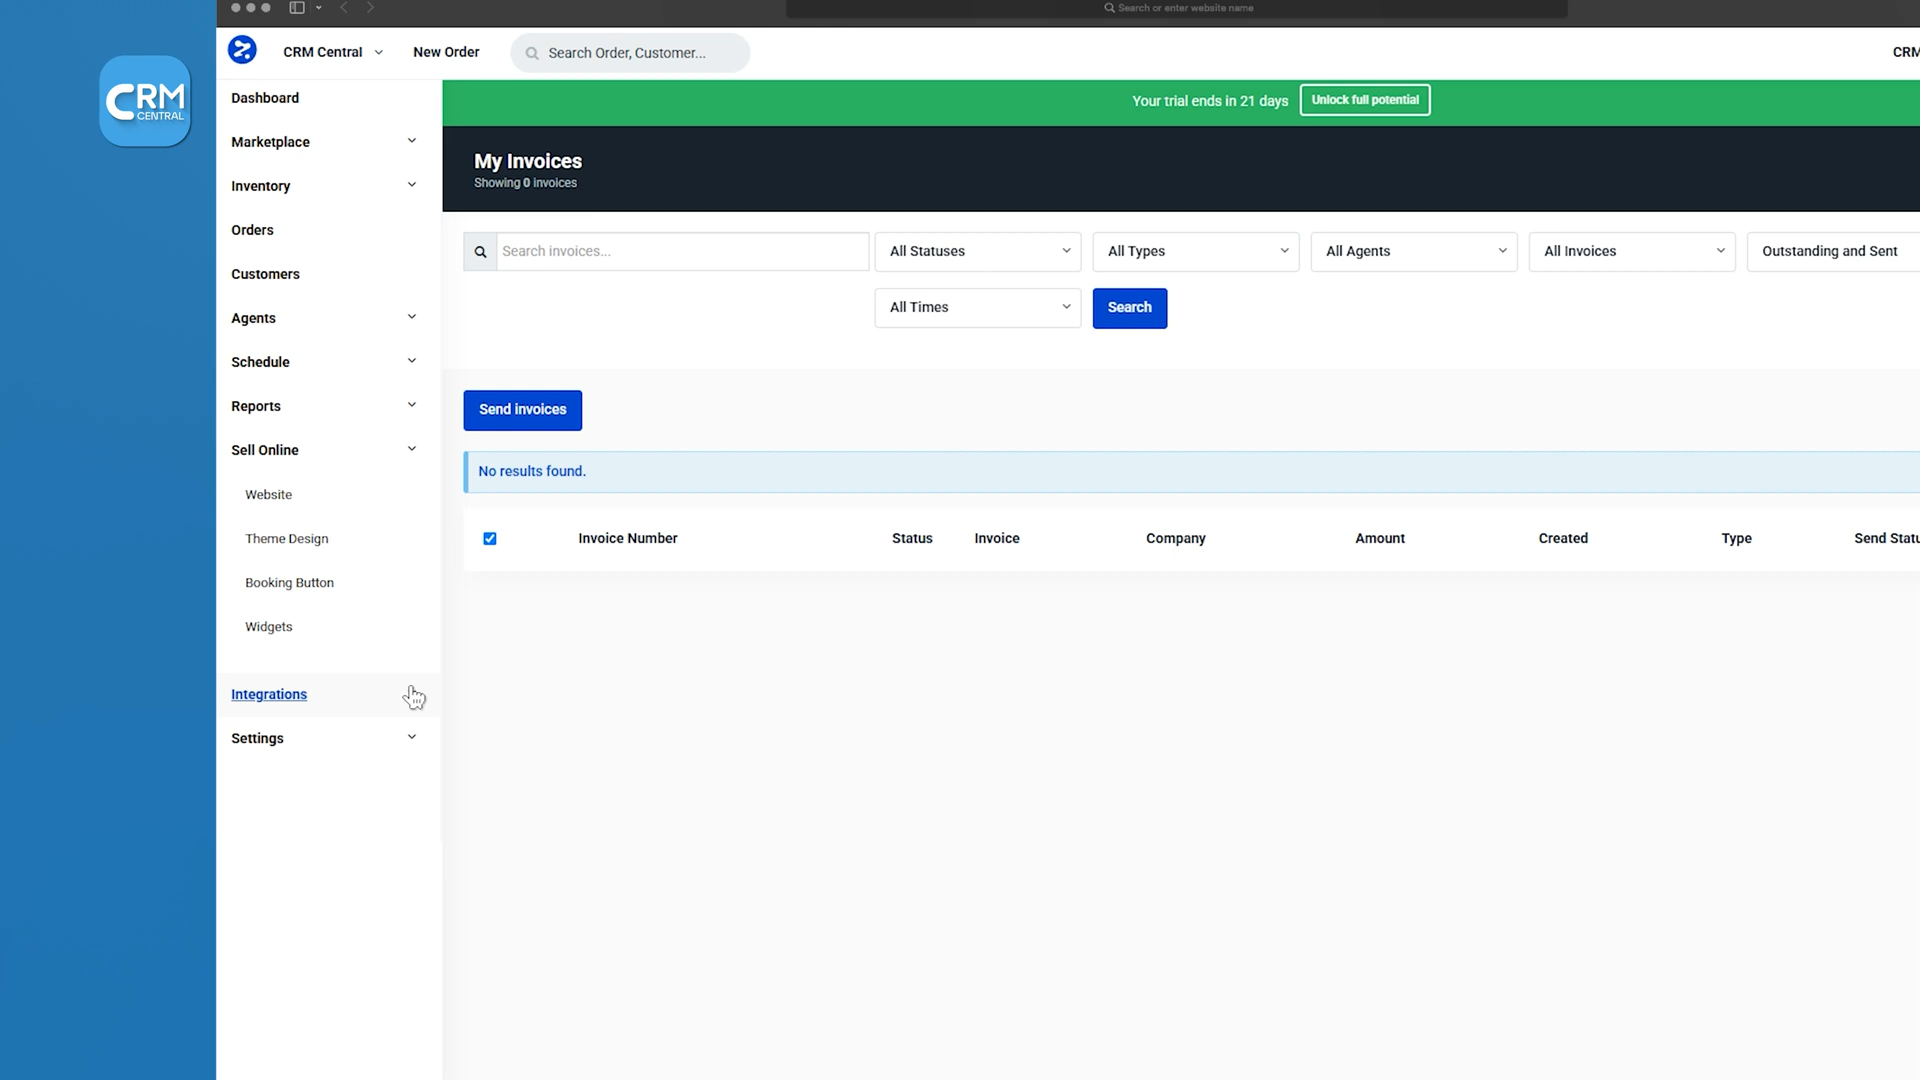 Search or enter website name
CRM
CENTRAL
CRM Central
New Order
Search Order, Customer...
CRM
Dashboard
Marketplace
Inventory
Orders
Customers
Agents
Schedule
Reports
Sell Online
Website
Theme Design
Booking Button
Widgets
Integrations
Settings
Your trial ends in 21 days
Unlock full potential
My Invoices
Showing 0 invoices
Search invoices...
All Statuses
All Types
All Agents
All Invoices
Outstanding and Sent
All Times
Search
Send invoices
No results found.
Invoice Number Status Invoice Company Amount Created Type Send Statu